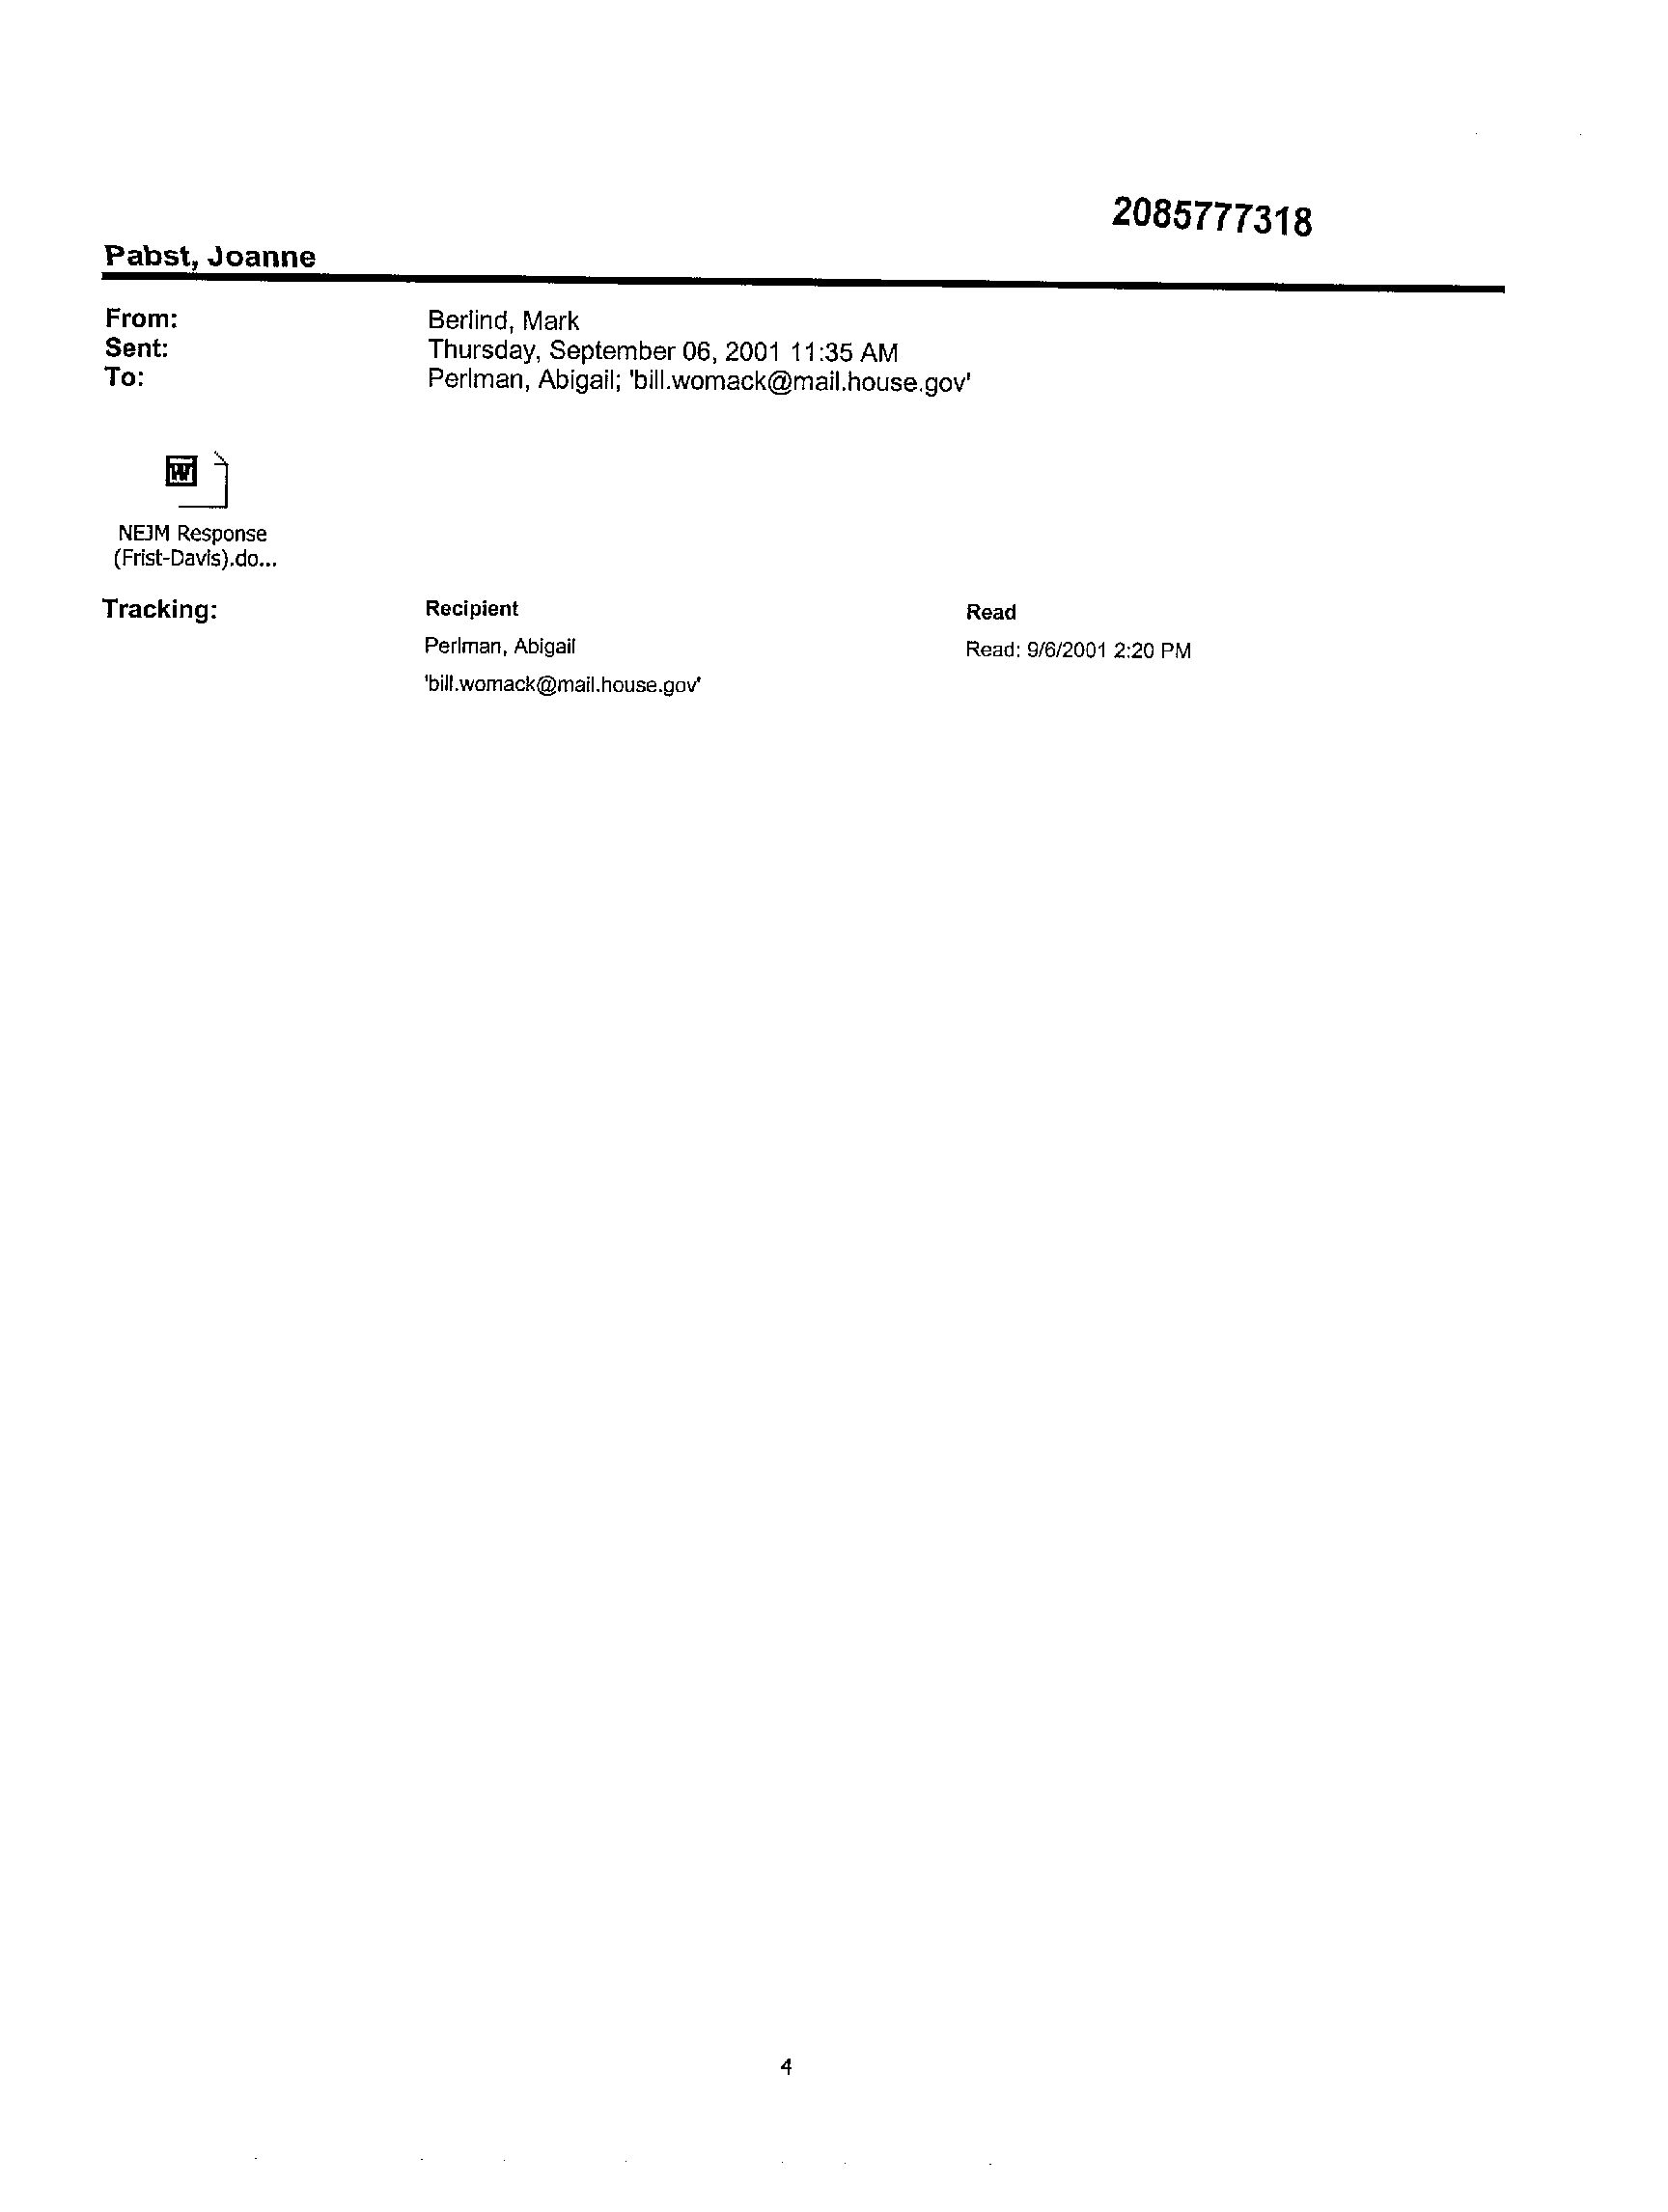 2085777318
Pabst, Joanne
From: Berlind, Mark
Sent: Thursday, September 06, 2001 11:35 AM
To: Perlman, Abigail; 'bill.womack@mail.house.gov'
W
NEJM Response
(Frist-Davis).do...
Tracking: Recipient Read
Perlman, Abigail Read: 9/6/2001 2:20 PM
'bill.womack@mail.house.gov'
4